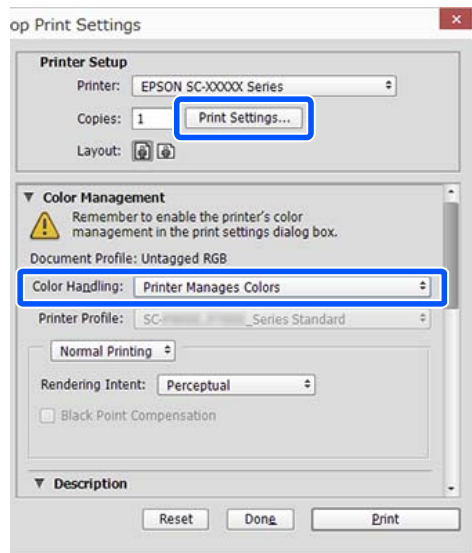 op Print Settings
Printer Setup
Printer: EPSON SC-XXXXX Series
Copies: 1 Print Settings...
Layout:
Color Management
Remember to enable the printer's color
management in the print settings dialog box.
Document Profile: Untagged RGB
Color Handling: Printer Manages Colors
Printer Profile: SC- _Series Standard
Normal Printing
Rendering Intent: Perceptual
Black Point Compensation
Description
Reset Done Print